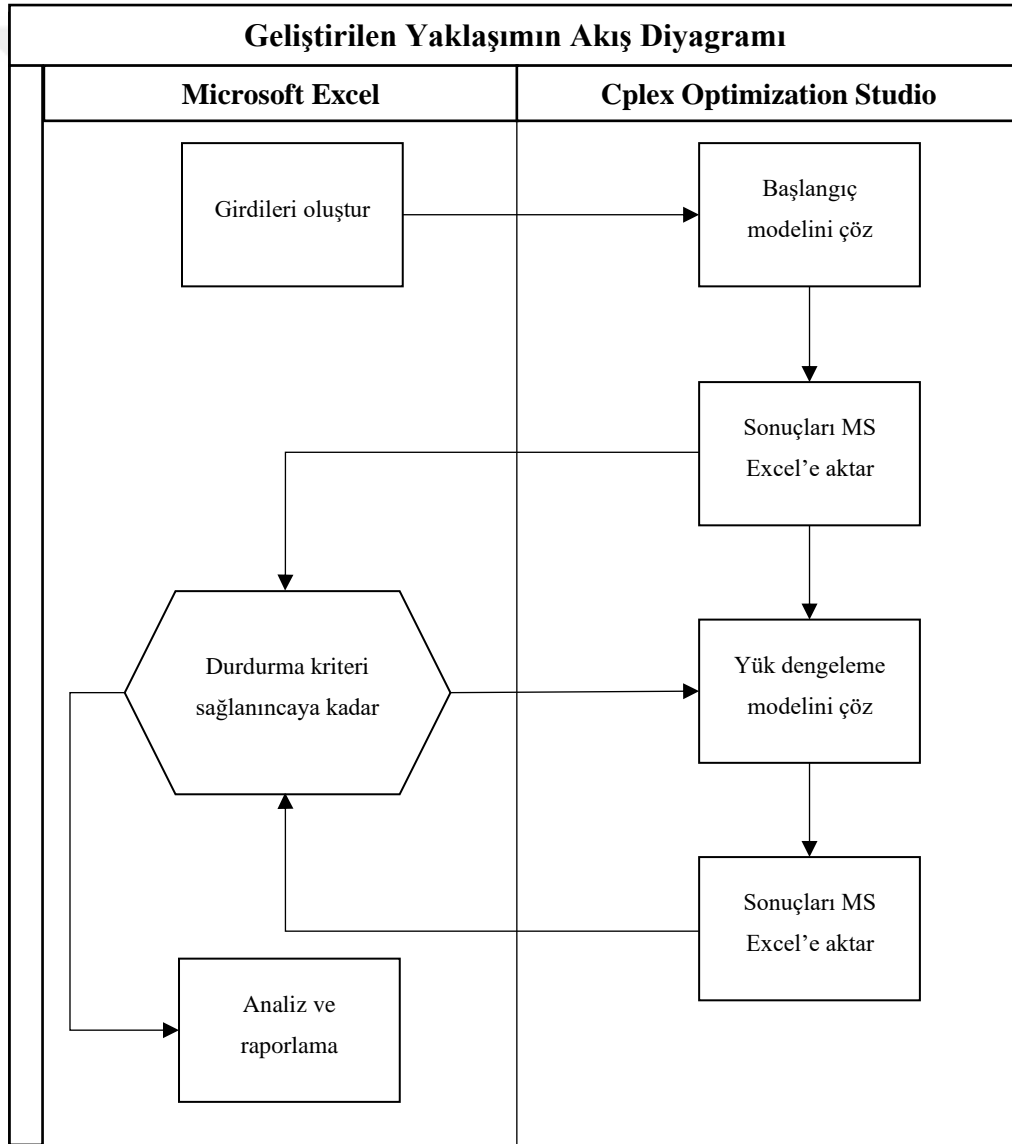 Geliştirilen Yaklaşımın Akış Diyagramı
Microsoft Excel
Cplex Optimization Studio
Girdileri oluştur
Başlangıç
modelini çöz
Sonuçları MS
Excel’e aktar
Durdurma kriteri
sağlanıncaya kadar
Yük dengeleme
modelini çöz
Sonuçları MS
Excel’e aktar
Analiz ve
raporlama